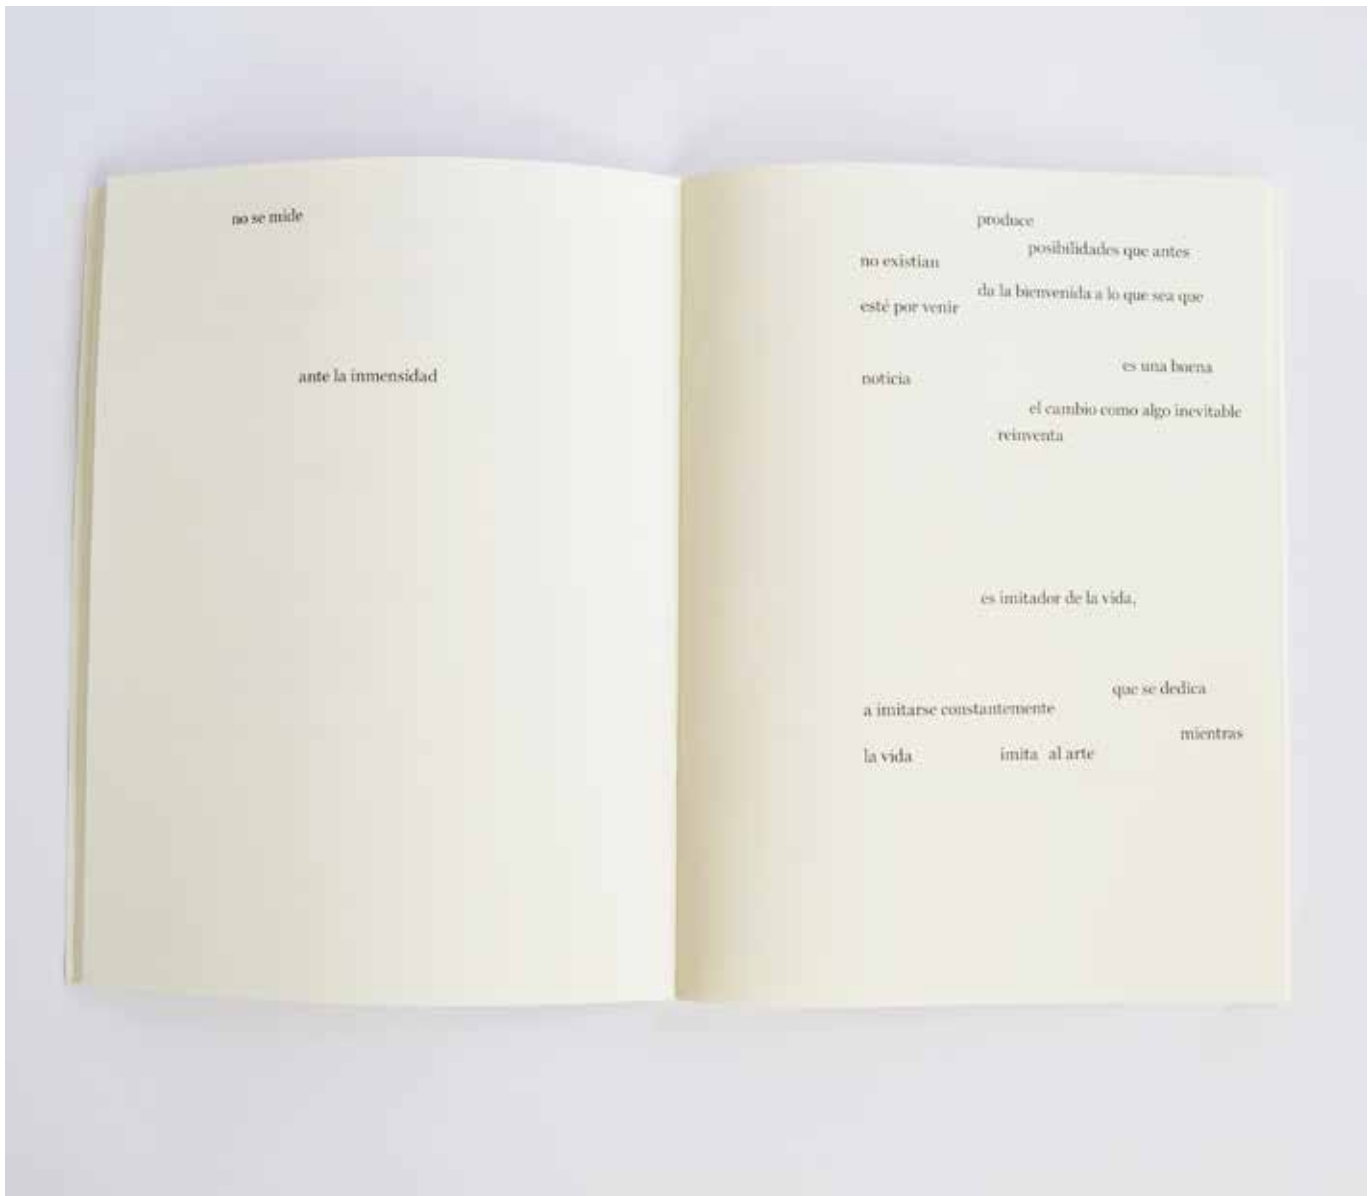 no se mide
ante la inmensidad
produce
posibilidades que antes
no existian
da la bienvenida a lo que sea que
esté por venir
es una buena
noticia
el cambio como algo inevitable
reinventa
es imitador de la vida,
que se dedica
a imitarse constantemente
mientras
la vida imita al arte